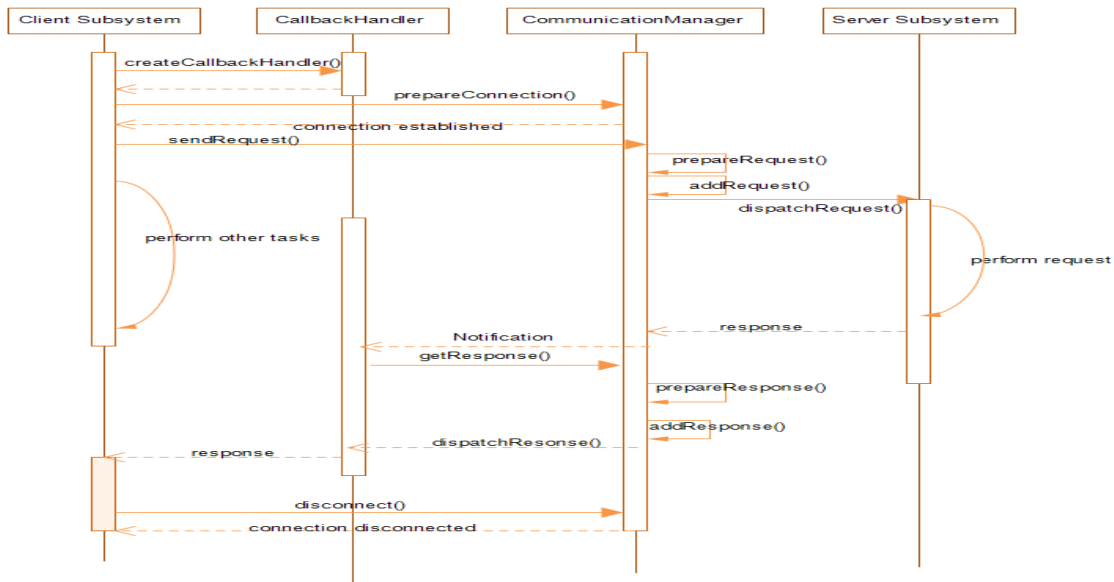 Client Subsystem
CallbackHandler
CommunicationManager
Server Subsystem
createCallbackHandler()
prepareConnection()
connection established
sendRequest()
prepareRequest()
addRequest()
dispatchRequest()
perform other tasks
perform request
response
Notification
getResponse()
prepareResponse()
addResponse()
dispatchResonse()
response
disconnect()
connection disconnected